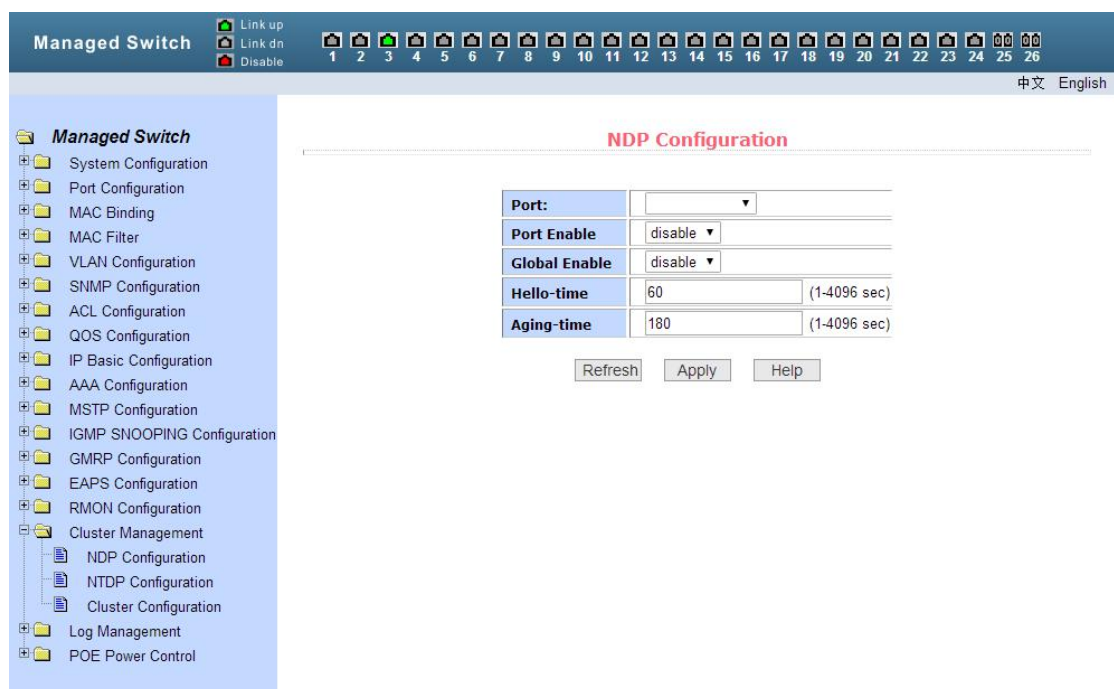 Managed Switch
Link up
Link dn
Disable
1 2 3 4 5 6 7 8 9 10 11 12 13 14 15 16 17 18 19 20 21 22 23 24 25 26
中文 English
Managed Switch
System Configuration
Port Configuration
MAC Binding
MAC Filter
VLAN Configuration
SNMP Configuration
ACL Configuration
QOS Configuration
IP Basic Configuration
AAA Configuration
MSTP Configuration
IGMP SNOOPING Configuration
GMRP Configuration
EAPS Configuration
RMON Configuration
Cluster Management
NDP Configuration
NTDP Configuration
Cluster Configuration
Log Management
POE Power Control
NDP Configuration
Port:
Port Enable disable
Global Enable disable
Hello-time 60 (1-4096 sec)
Aging-time 180 (1-4096 sec)
Refresh Apply Help